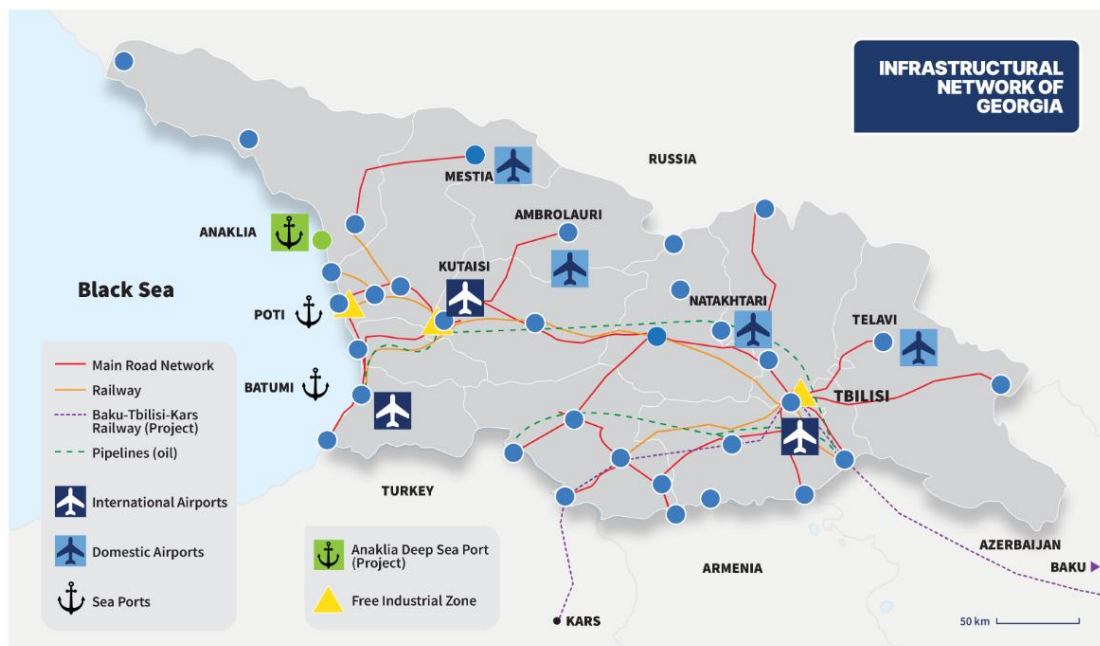 INFRASTRUCTURAL
NETWORK OF
GEORGIA
RUSSIA
MESTIA
AMBROLAURI
ANAKLIA
KUTAISI
Black Sea
NATAKHTARI
POTI
TELAVI
BATUMI
TBILISI
Main Road Network
Railway
Baku-Tbilisi-Kars
Railway (Project)
Pipelines (oil)
International Airports
Domestic Airports
Sea Ports
TURKEY
Anaklia Deep Sea Port
(Project)
Free Industrial Zone
ARMENIA
AZERBAIJAN
BAKU
KARS
50 km